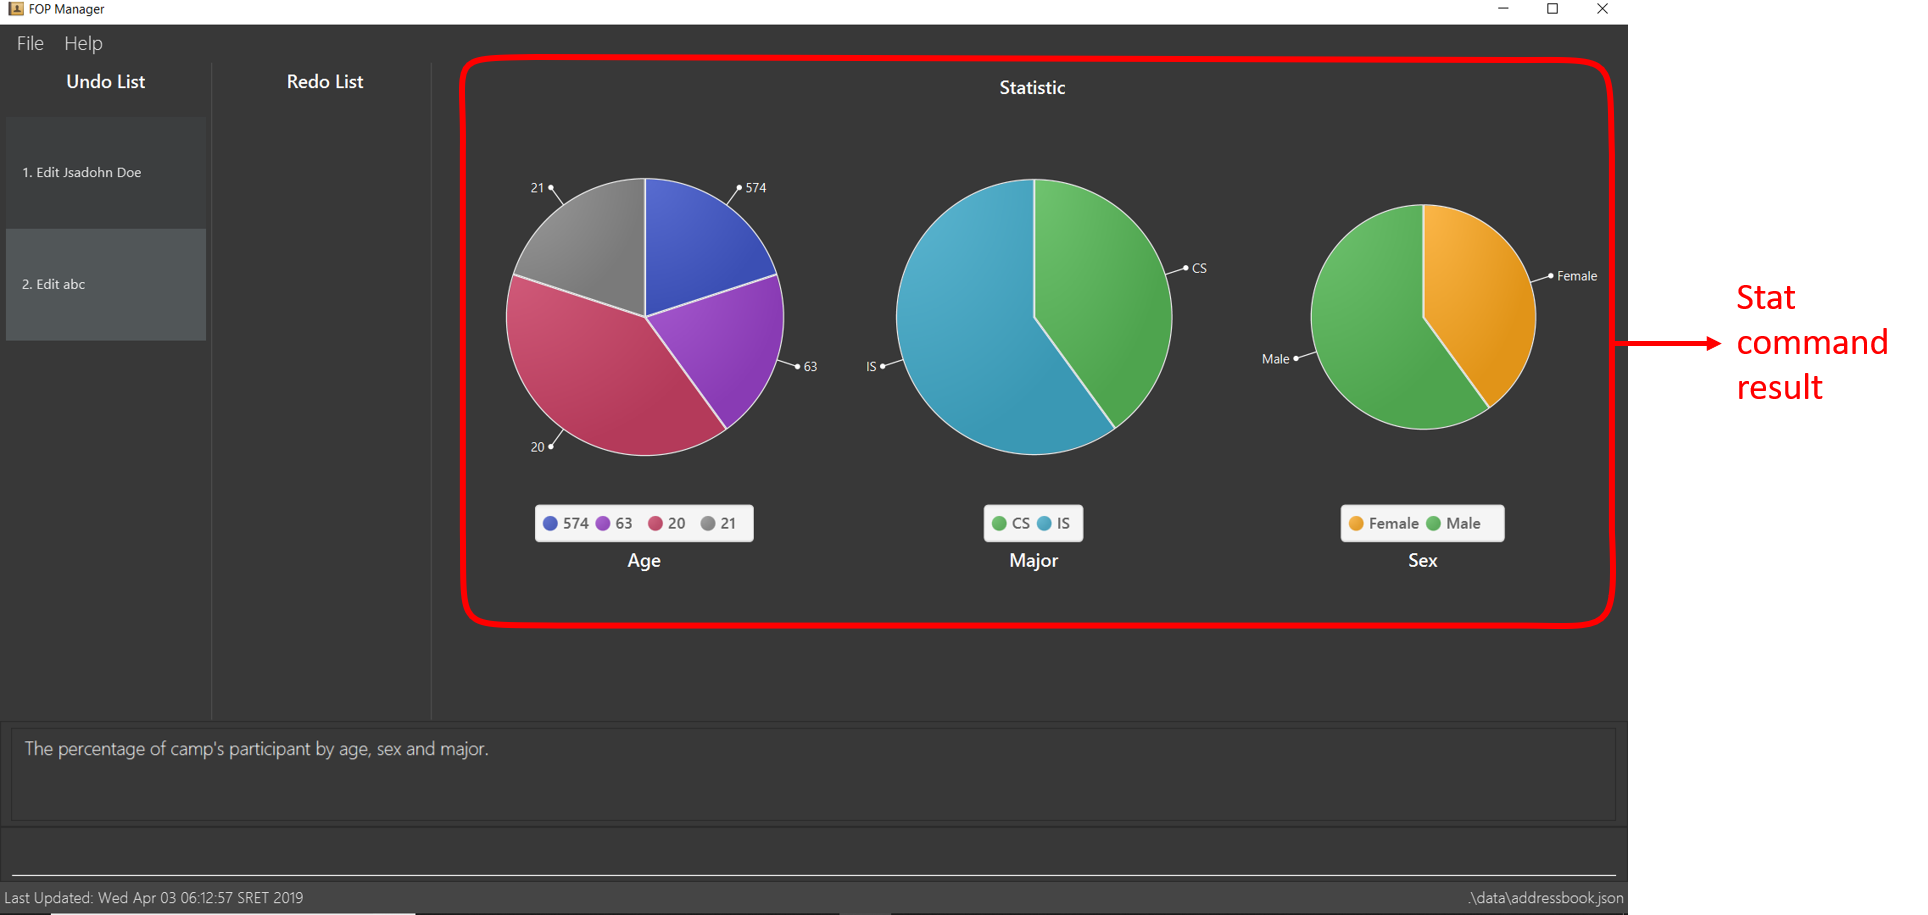 FOP Manager
File Help
Undo List
Redo List
1. Edit Jsadohn Doe
2. Edit abc
Statistic
21
574
63
20
574 63 20 21
Age
CS
IS
CS IS
Major
Female
Male
Female Male
Sex
Stat
command
result
The percentage of camp's participant by age, sex and major.
Last Updated: Wed Apr 03 06:12:57 SRET 2019
.\data\addressbook.json